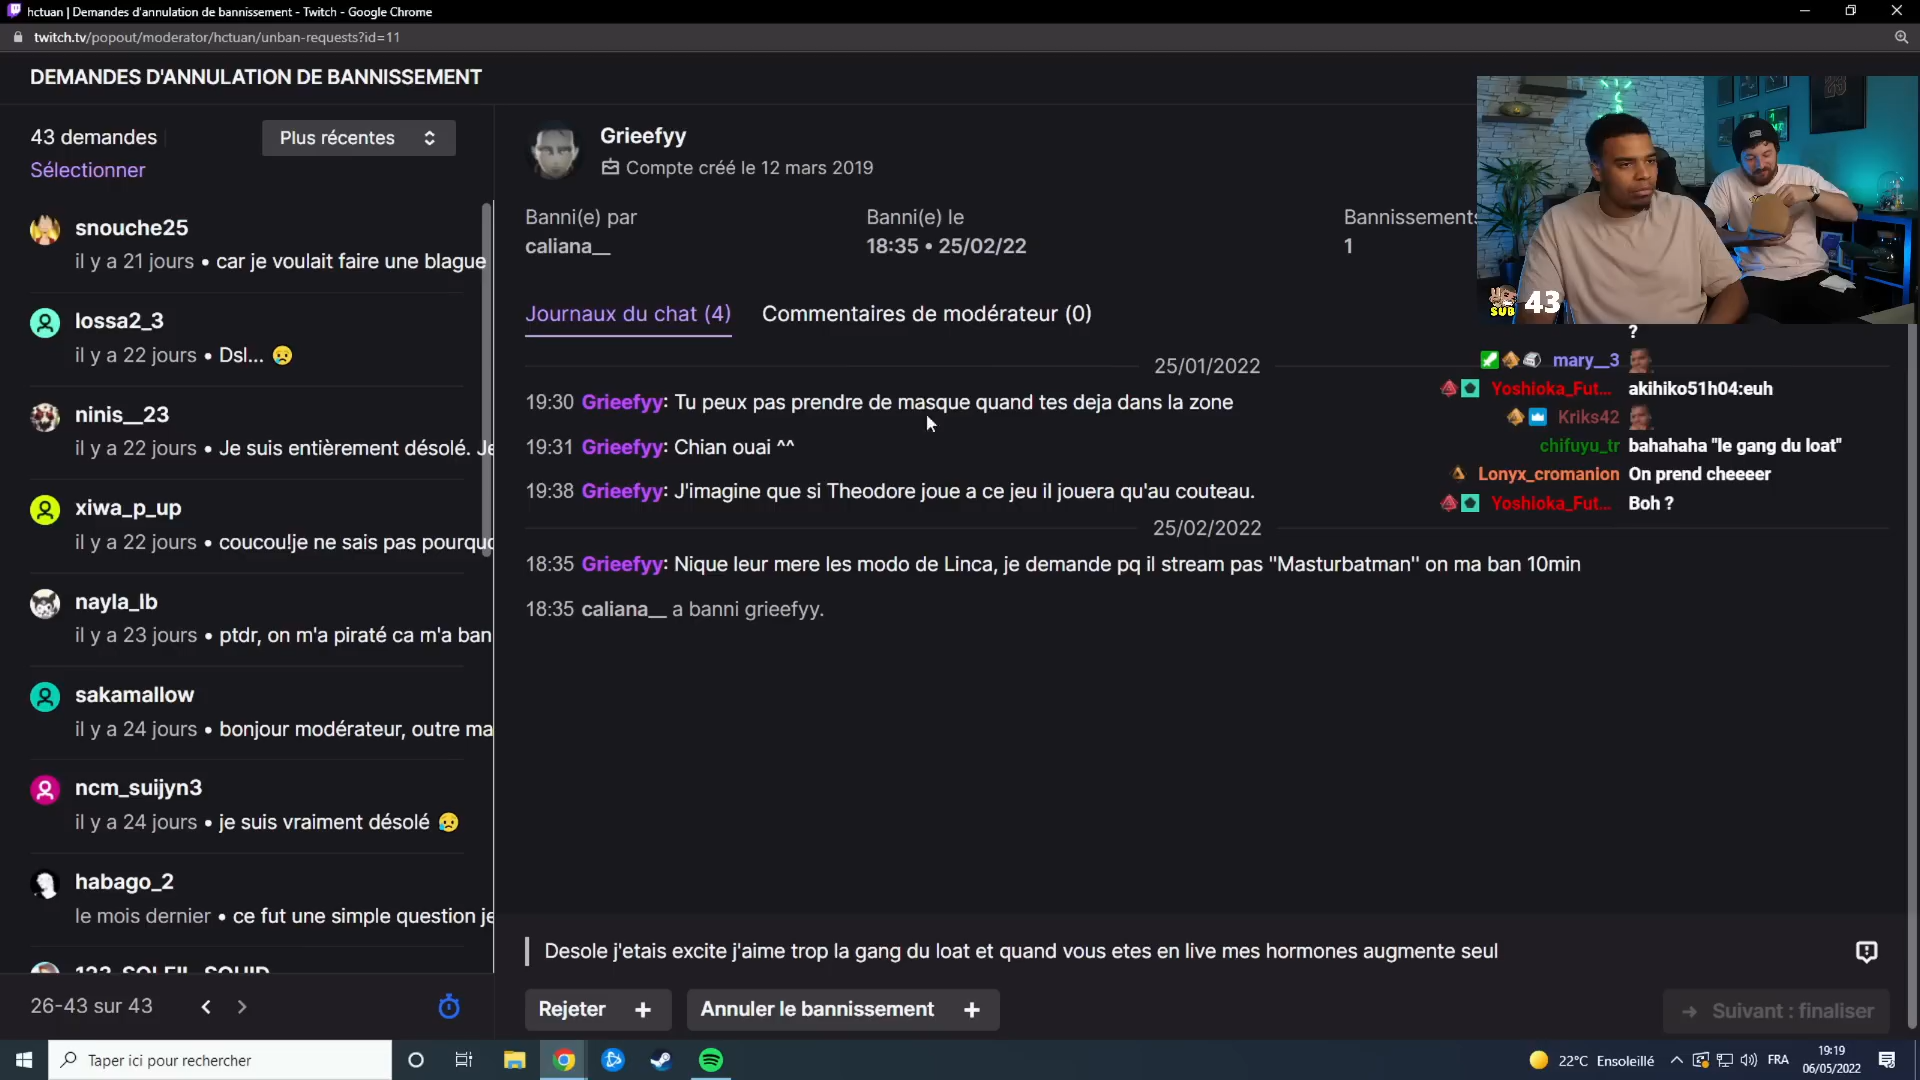 hctuan | Demandes d'annulation de bannissement - Twitch - Google Chrome
twitch.tv/popout/moderator/hctuan/unban-requests?id=11
DEMANDES D'ANNULATION DE BANNISSEMENT
43 demandes
Plus récentes
Sélectionner
snouche25
il y a 21 jours • car je voulait faire une blague
lossa2_3
il y a 22 jours • Dsl... 😥
ninis__23
il y a 22 jours • Je suis entièrement désolé. Je
xiwa_p_up
il y a 22 jours • coucou!je ne sais pas pourquo
nayla_lb
il y a 23 jours • ptdr, on m'a piraté ca m'a ban
sakamallow
il y a 24 jours • bonjour modérateur, outre ma
ncm_suijyn3
il y a 24 jours • je suis vraiment désolé 😥
habago_2
le mois dernier • ce fut une simple question je
26-43 sur 43
Grieefyy
Compte créé le 12 mars 2019
Banni(e) par
caliana__
Banni(e) le
18:35 • 25/02/22
Bannissements
1
Journaux du chat (4)
Commentaires de modérateur (0)
25/01/2022
19:30 Grieefyy: Tu peux pas prendre de masque quand tes deja dans la zone
19:31 Grieefyy: Chian ouai ^^
19:38 Grieefyy: J'imagine que si Theodore joue a ce jeu il jouera qu'au couteau.
25/02/2022
18:35 Grieefyy: Nique leur mere les modo de Linca, je demande pq il stream pas "Masturbatman" on ma ban 10min
18:35 caliana__ a banni grieefyy.
Desole j'etais excite j'aime trop la gang du loat et quand vous etes en live mes hormones augmente seul
Rejeter +
Annuler le bannissement +
→ Suivant : finaliser
SUB 43
?
mary__3
Yoshioka_Fut... akihiko51h04:euh
Kriks42
chifuyu_tr bahahaha "le gang du loat"
Lonyx_cromanion On prend cheeeer
Yoshioka_Fut... Boh ?
Taper ici pour rechercher
22°C Ensoleillé
FRA
19:19
06/05/2022